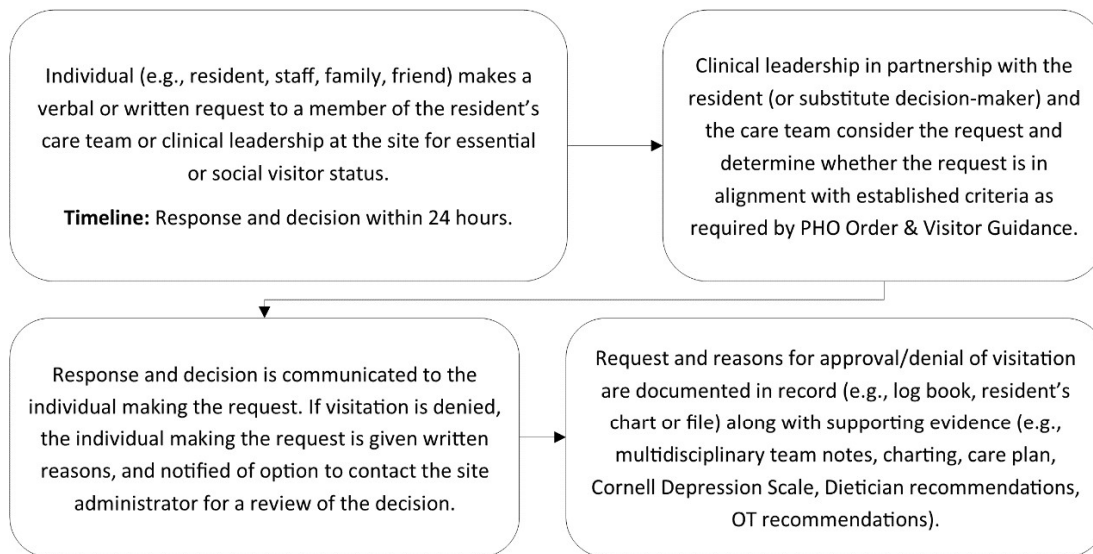 Individual (e.g., resident, staff, family, friend) makes a
verbal or written request to a member of the resident’s
care team or clinical leadership at the site for essential
or social visitor status.
Timeline: Response and decision within 24 hours.
Clinical leadership in partnership with the
resident (or substitute decision-maker) and
the care team consider the request and
determine whether the request is in
alignment with established criteria as
required by PHO Order & Visitor Guidance.
Response and decision is communicated to the
individual making the request. If visitation is denied,
the individual making the request is given written
reasons, and notified of option to contact the site
administrator for a review of the decision.
Request and reasons for approval/denial of visitation
are documented in record (e.g., log book, resident’s
chart or file) along with supporting evidence (e.g.,
multidisciplinary team notes, charting, care plan,
Cornell Depression Scale, Dietician recommendations,
OT recommendations).